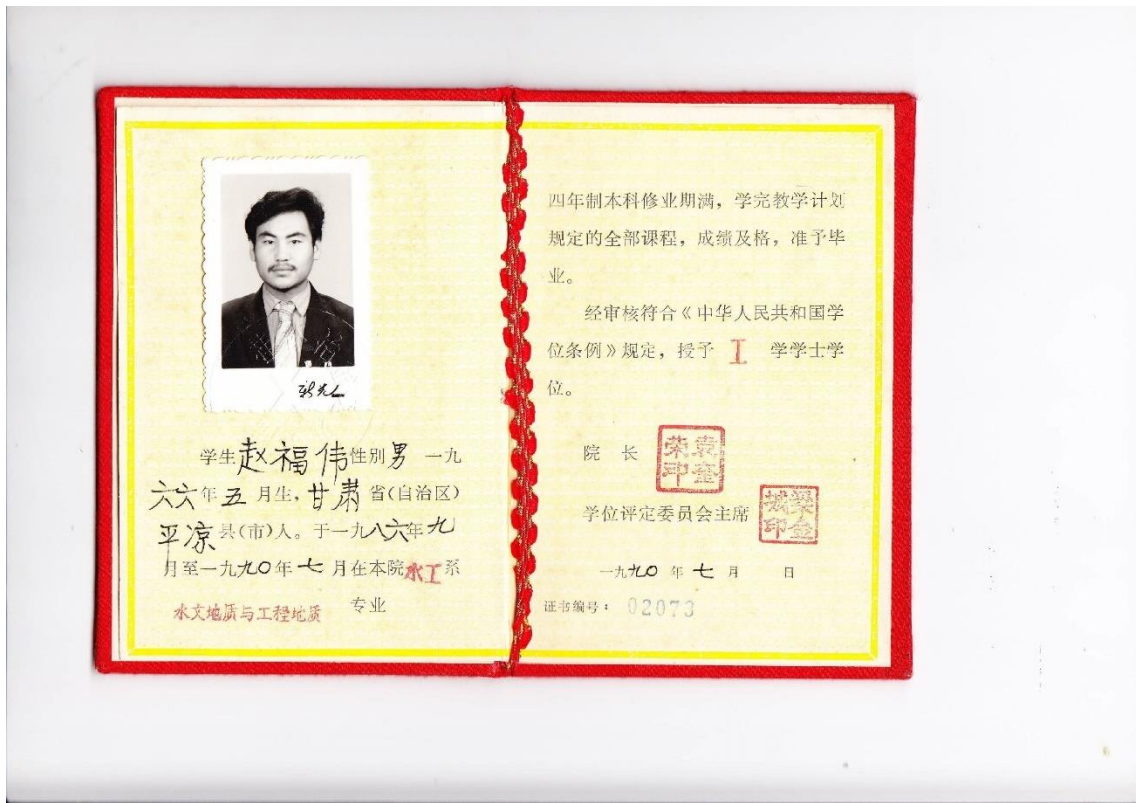 学生赵福伟性别男 一九
六六年五月生,甘肃省(自治区)
平凉县(市)人。于一九八六年九
月至一九九〇年七月在本院水工系
水文地质与工程地质 专业
四年制本科修业期满,学完教学计划
规定的全部课程,成绩及格,准予毕
业。
经审核符合《中华人民共和国学
位条例》规定,授予 工 学学士学
位。
院 长
学位评定委员会主席
一九九〇年七月 日
证书编号:02073